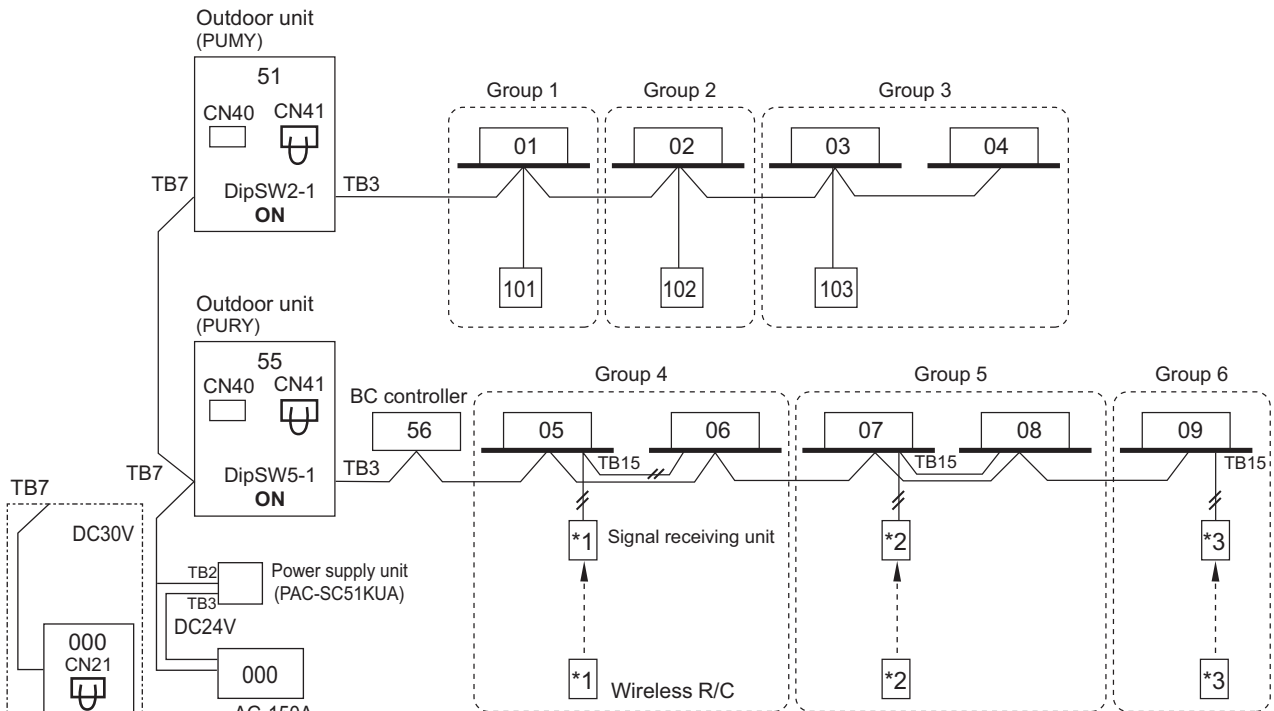 Outdoor unit
(PUMY)
51
CN40 CN41
TB7
DipSW2-1
ON
TB3
Group 1
Group 2
Group 3
01
02
03
04
101
102
103
Outdoor unit
(PURY)
55
CN40 CN41
TB7
DipSW5-1
ON
TB3
BC controller
56
Group 4
Group 5
Group 6
05
06
07
08
09
TB15
TB15
TB15
*1
Signal receiving unit
*2
*3
*1
Wireless R/C
*2
*3
TB7
DC30V
000
CN21
TB2
Power supply unit
(PAC-SC51KUA)
TB3
DC24V
000
AG-150A